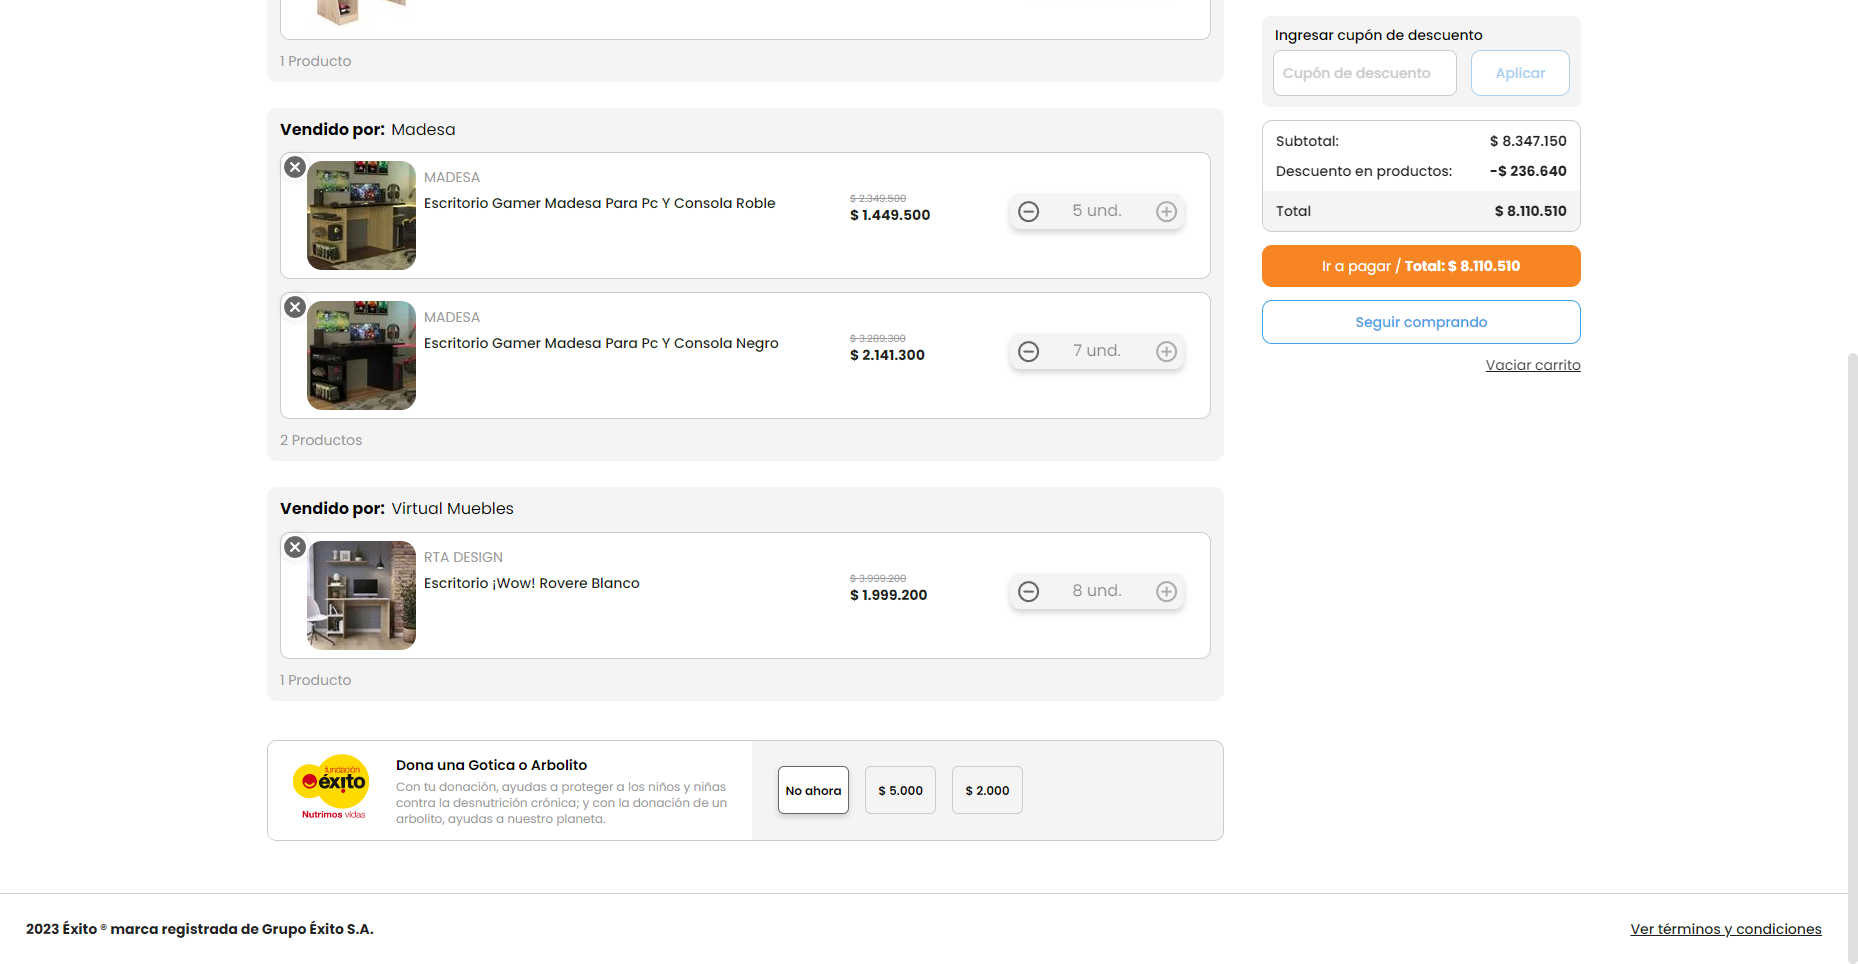 1 Producto
Vendido por: Madesa
MADESA
Escritorio Gamer Madesa Para Pc Y Consola Roble
$ 2.349.500
$ 1.449.500
5 und.
MADESA
Escritorio Gamer Madesa Para Pc Y Consola Negro
$ 3.289.300
$ 2.141.300
7 und.
2 Productos
Vendido por: Virtual Muebles
RTA DESIGN
Escritorio ¡Wow! Rovere Blanco
$ 3.999.200
$ 1.999.200
8 und.
1 Producto
fundación
éxito
Nutrimos vidas
Dona una Gotica o Arbolito
Con tu donación, ayudas a proteger a los niños y niñas
contra la desnutrición crónica; y con la donación de un
arbolito, ayudas a nuestro planeta.
No ahora
$ 5.000
$ 2.000
Ingresar cupón de descuento
Cupón de descuento
Aplicar
Subtotal: $ 8.347.150
Descuento en productos: -$ 236.640
Total $ 8.110.510
Ir a pagar / Total: $ 8.110.510
Seguir comprando
Vaciar carrito
2023 Éxito ® marca registrada de Grupo Éxito S.A.
Ver términos y condiciones